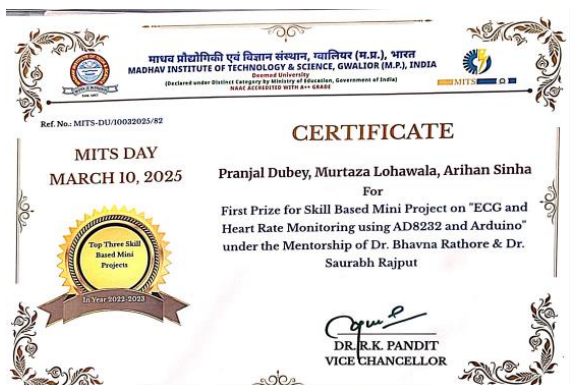 माधव प्रौद्योगिकी एवं विज्ञान संस्थान, ग्वालियर (म.प्र.), भारत
MADHAV INSTITUTE OF TECHNOLOGY & SCIENCE, GWALIOR (M.P.), INDIA
Deemed University
(Declared under Distinct Category by Ministry of Education, Government of India)
NAAC ACCREDITED WITH A++ GRADE
MITS
Ref. No.: MITS-DU/10032025/82
CERTIFICATE
MITS DAY
MARCH 10, 2025
Pranjal Dubey, Murtaza Lohawala, Arihan Sinha
For
First Prize for Skill Based Mini Project on "ECG and
Heart Rate Monitoring using AD8232 and Arduino"
under the Mentorship of Dr. Bhavna Rathore & Dr.
Saurabh Rajput
Top Three Skill
Based Mini
Projects
In Year 2022-2023
DR. R.K. PANDIT
VICE CHANCELLOR